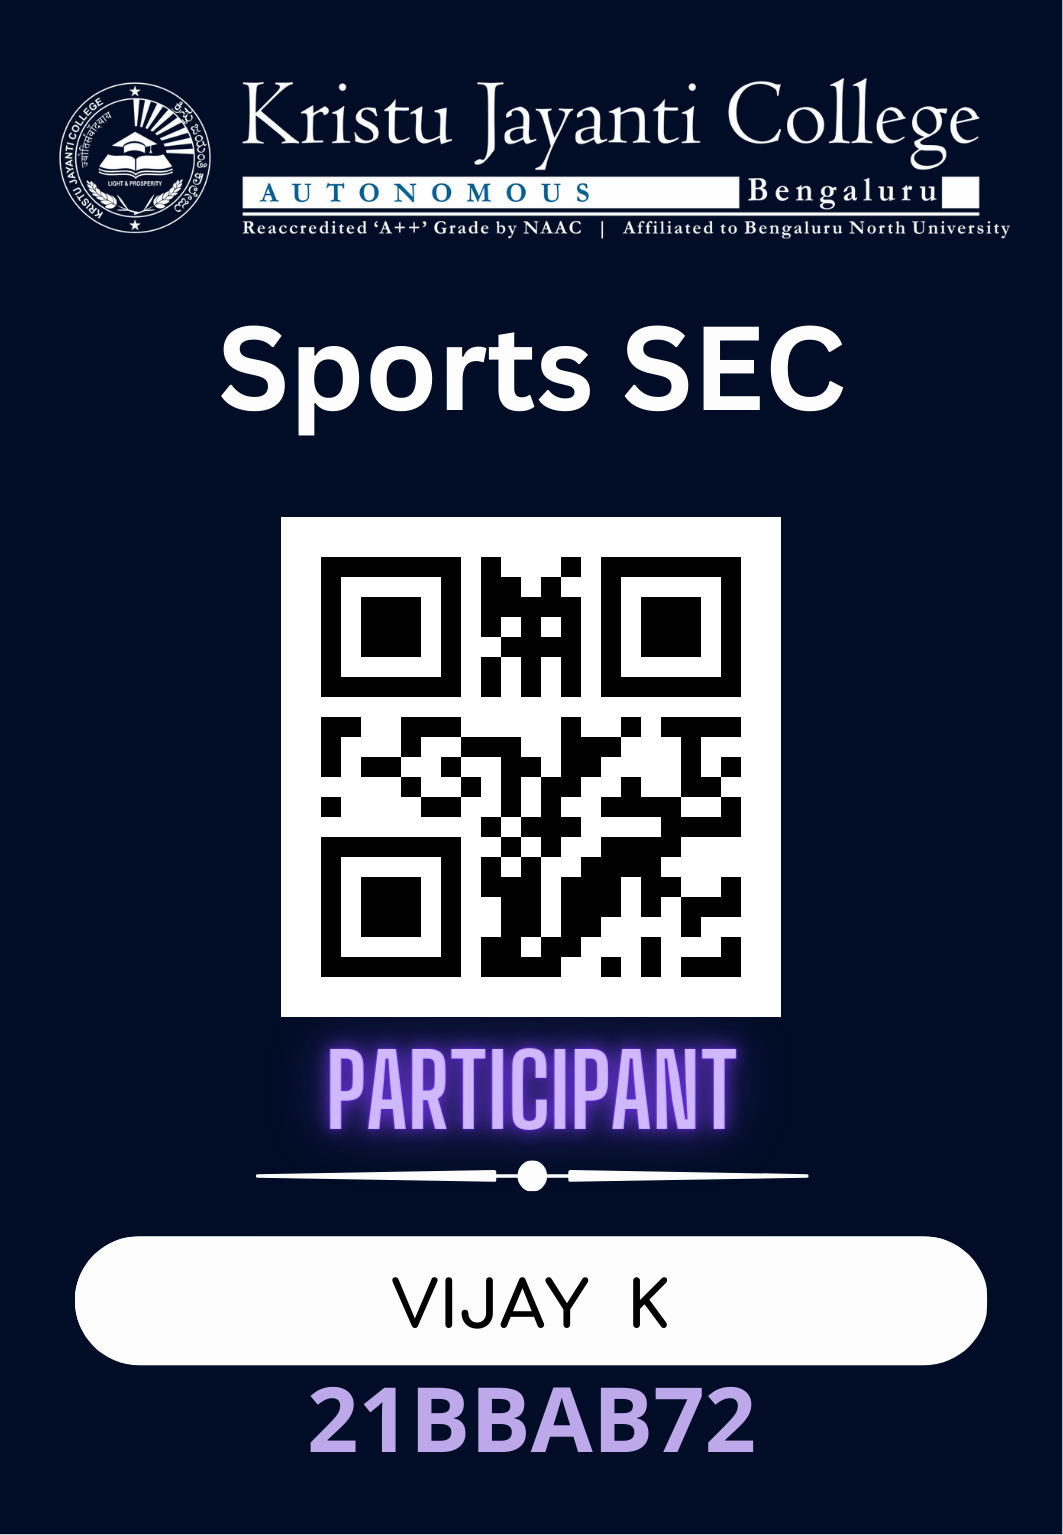 Kristu Jayanti College
AUTONOMOUS Bengaluru
Reaccredited ‘A++’ Grade by NAAC | Affiliated to Bengaluru North University
KRISTU JAYANTI COLLEGE
ಕ್ರಿಸ್ತು ಜಯಂತಿ ಕಾಲೇಜು
LIGHT & PROSPERITY
Sports SEC
PARTICIPANT
VIJAY K
21BBAB72